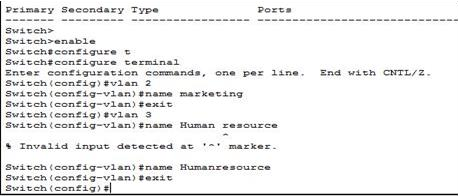 Primary Secondary Type Ports
------- --------- ----------------- ------------------------------------------
Switch>
Switch>enable
Switch#configure t
Switch#configure terminal
Enter configuration commands, one per line. End with CNTL/Z.
Switch(config)#vlan 2
Switch(config-vlan)#name marketing
Switch(config-vlan)#exit
Switch(config)#vlan 3
Switch(config-vlan)#name Human resource
^
% Invalid input detected at '^' marker.
Switch(config-vlan)#name Humanresource
Switch(config-vlan)#exit
Switch(config)#